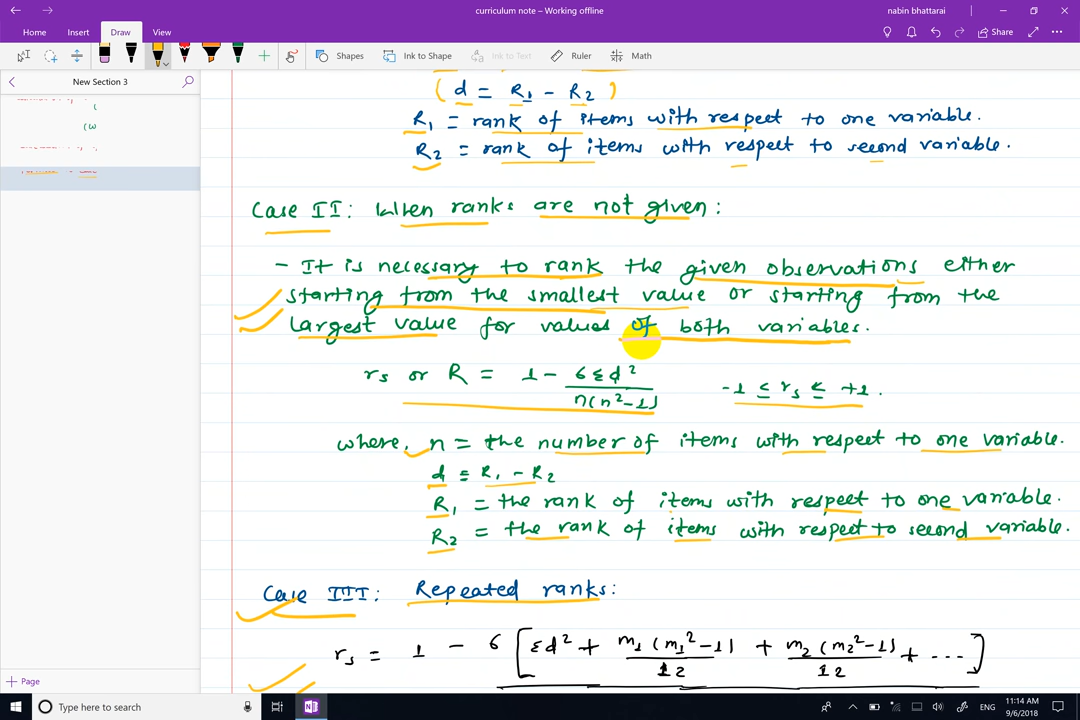 curriculum note – Working offline
nabin bhattarai
Home Insert Draw View
Share
Shapes Ink to Shape Ink to Text Ruler Math
New Section 3
( d = R1 - R2 )
R1 = rank of items with respect to one variable.
R2 = rank of items with respect to second variable.
Case II: When ranks are not given:
- It is necessary to rank the given observations either
starting from the smallest value or starting from the
largest value for values of both variables.
rs or R = 1 - 6Σd² / n(n²-1) -1 ≤ rs ≤ +1.
where, n = the number of items with respect to one variable.
d = R1 - R2
R1 = the rank of items with respect to one variable.
R2 = the rank of items with respect to second variable.
Case III: Repeated ranks:
rs = 1 - 6 [ Σd² + m1(m1²-1) / 12 + m2(m2²-1) / 12 + ... ]
+ Page
Type here to search
ENG
11:14 AM
9/6/2018